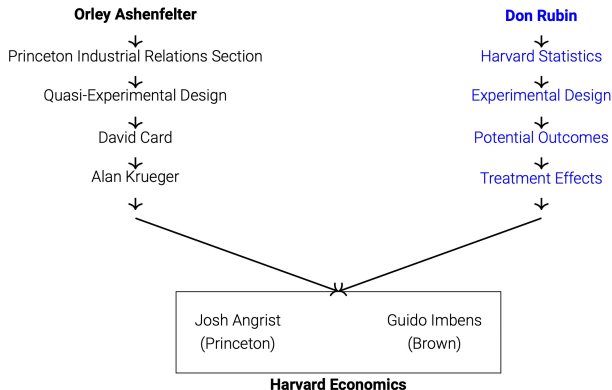 Orley Ashenfelter
Princeton Industrial Relations Section
Quasi-Experimental Design
David Card
Alan Krueger
Don Rubin
Harvard Statistics
Experimental Design
Potential Outcomes
Treatment Effects
Josh Angrist
(Princeton)
Guido Imbens
(Brown)
Harvard Economics